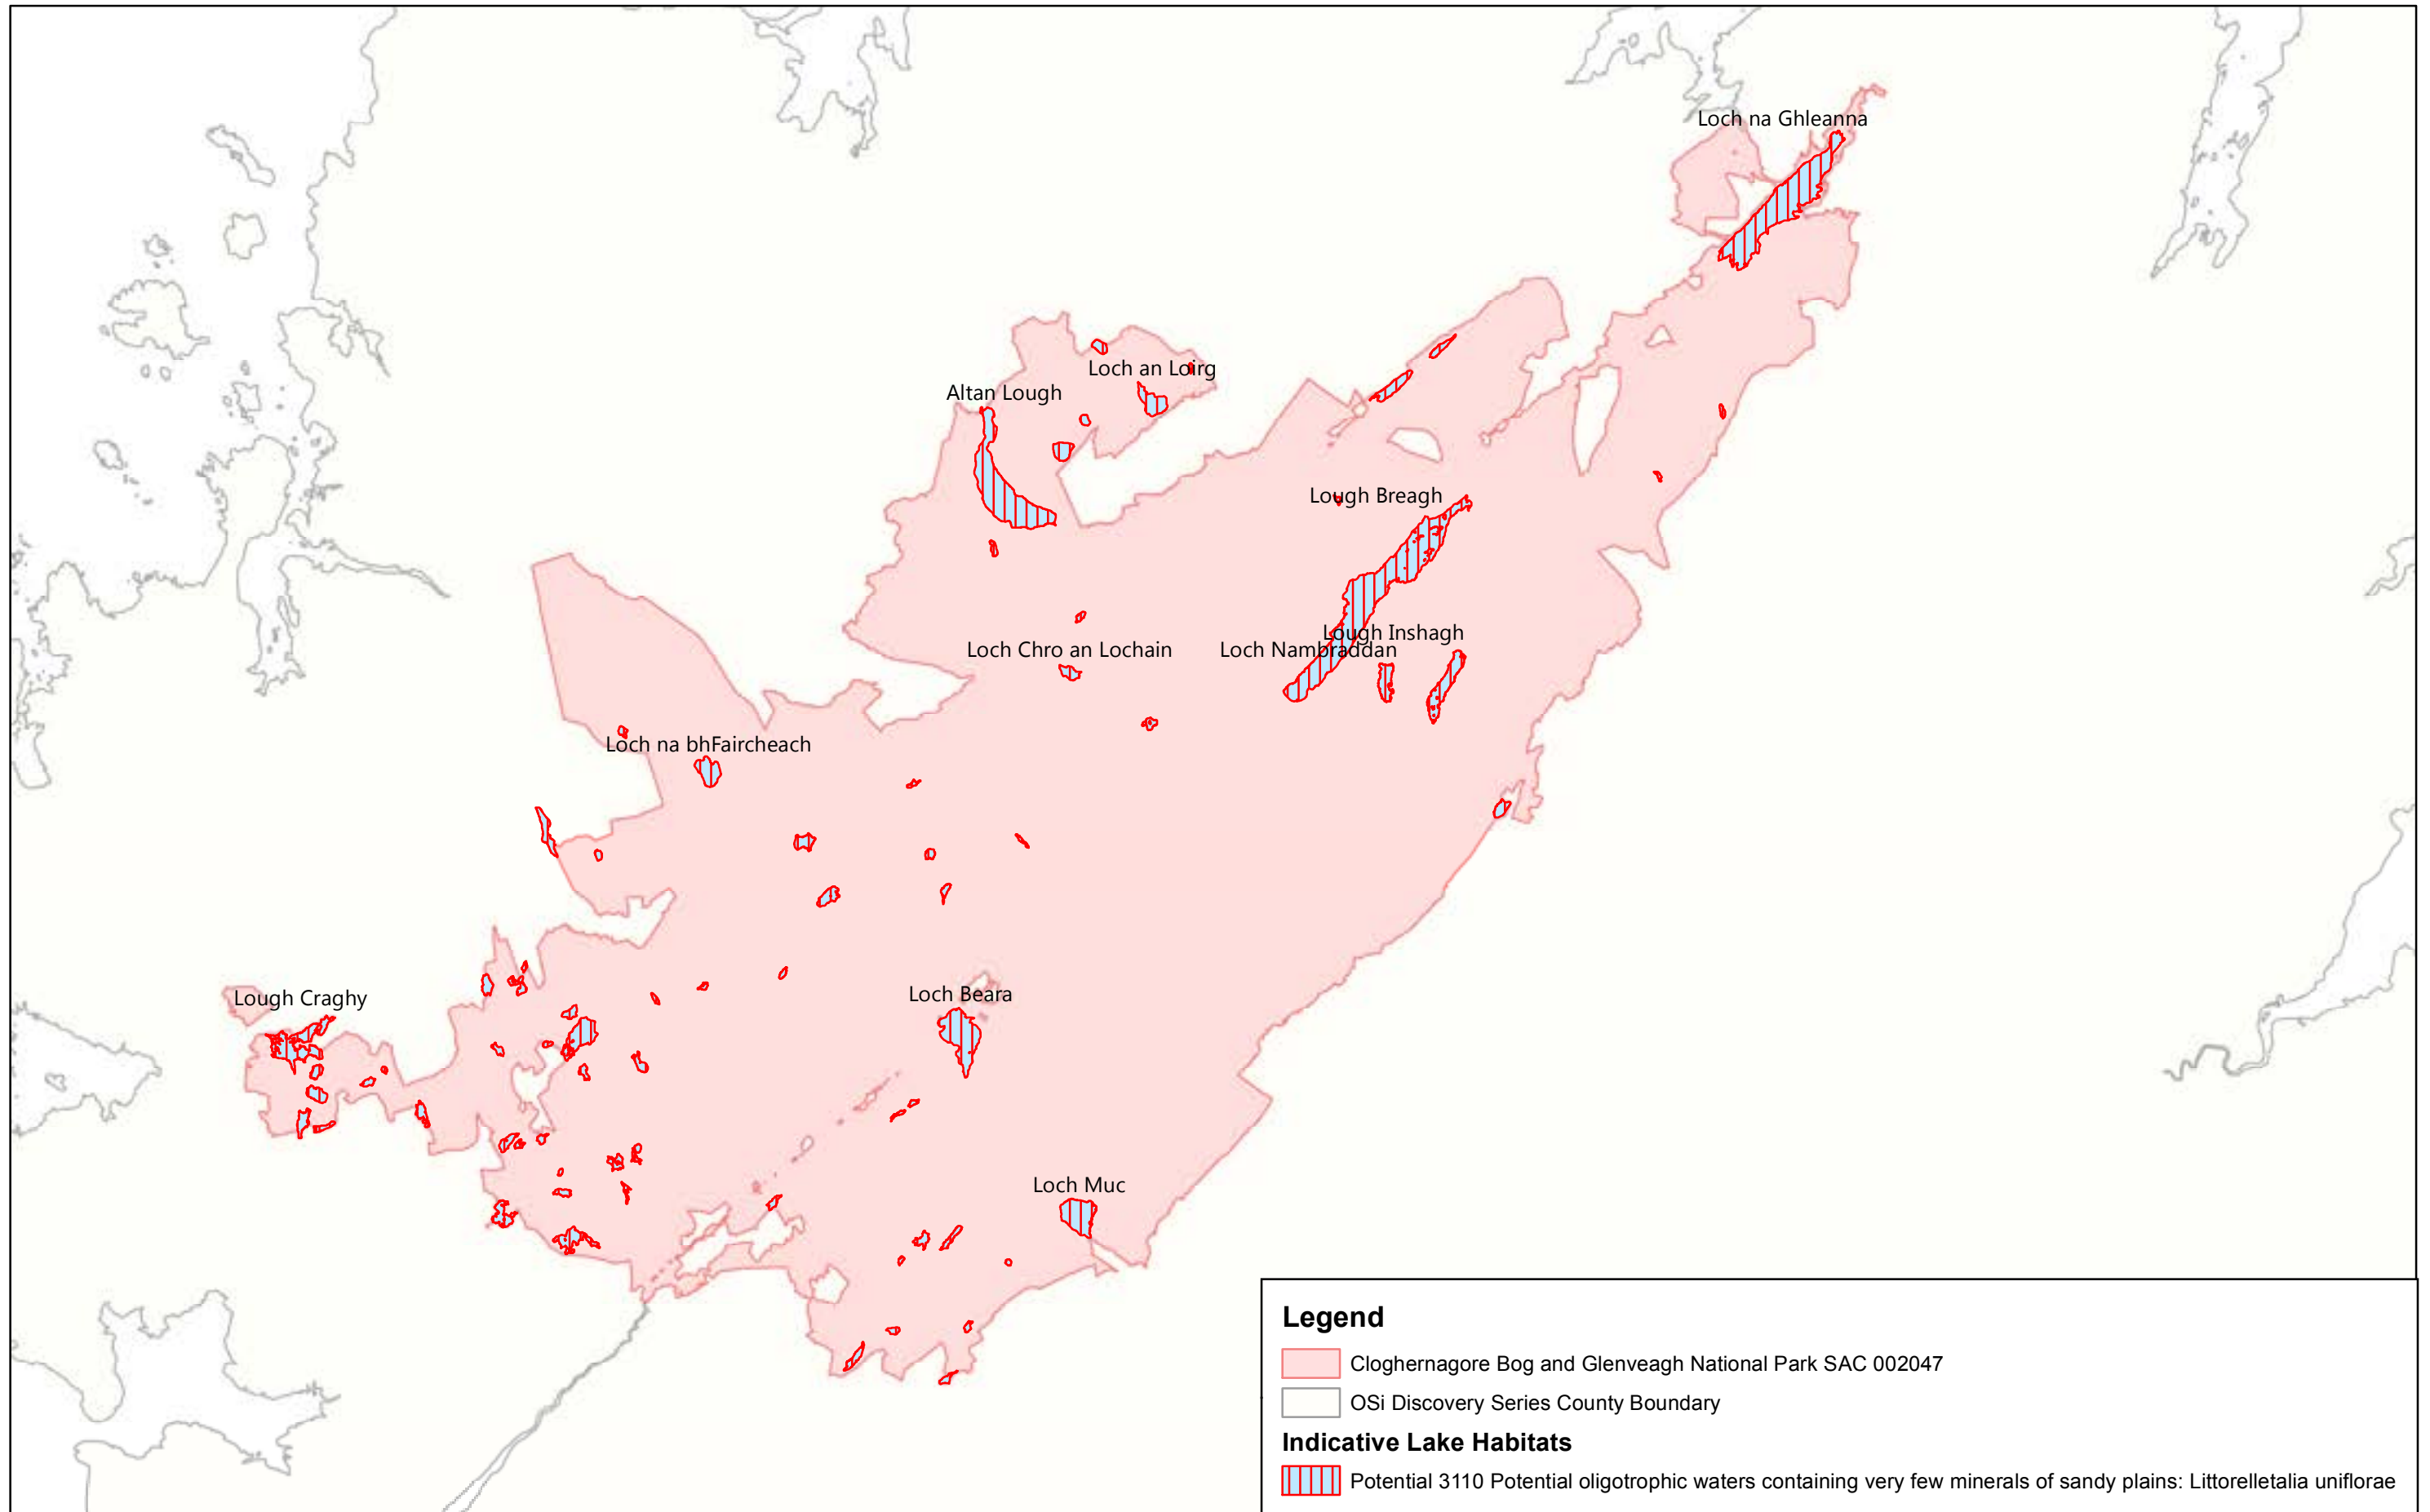 Loch na Ghleanna
Loch an Loirg
Altan Lough
Lough Breagh
Lough Inshagh
Loch Chro an Lochain
Loch Nambraddan
Loch na bhFaircheach
Loch Beara
Lough Craghy
Loch Muc
Legend
Cloghernagore Bog and Glenveagh National Park SAC 002047
OSi Discovery Series County Boundary
Indicative Lake Habitats
Potential 3110 Potential oligotrophic waters containing very few minerals of sandy plains: Littorelletalia uniflorae